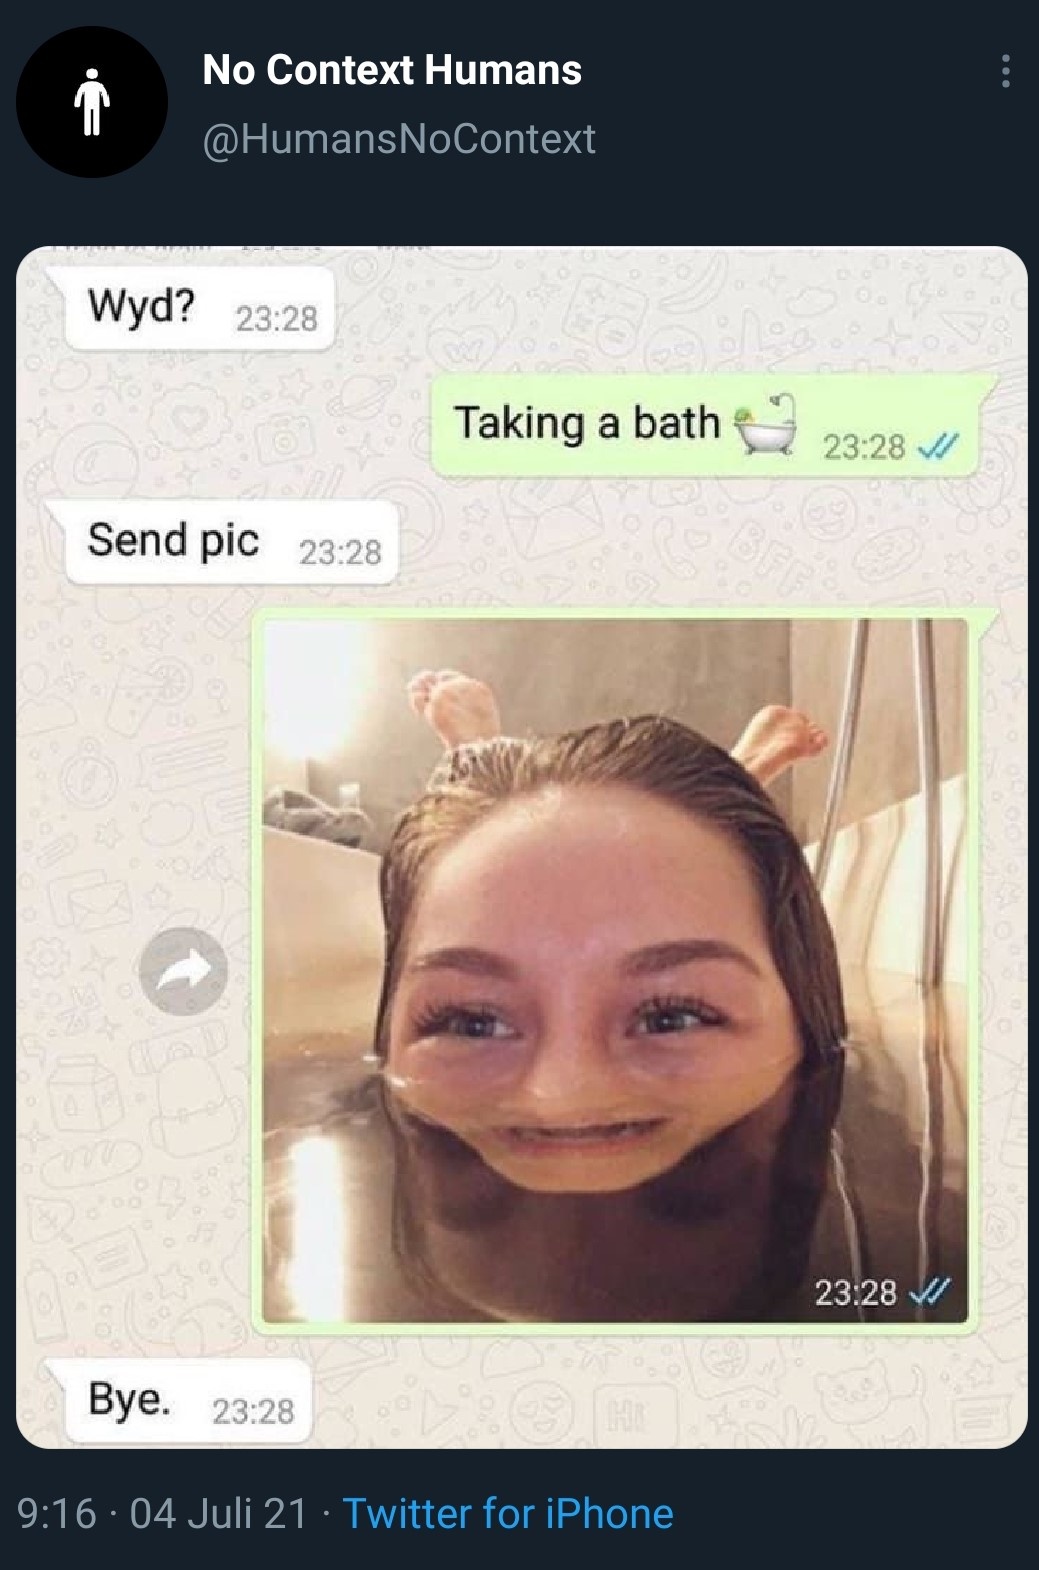 No Context Humans
@HumansNoContext
Wyd? 23:28
Taking a bath 🛀 23:28
Send pic 23:28
23:28
Bye. 23:28
9:16 · 04 Juli 21 · Twitter for iPhone